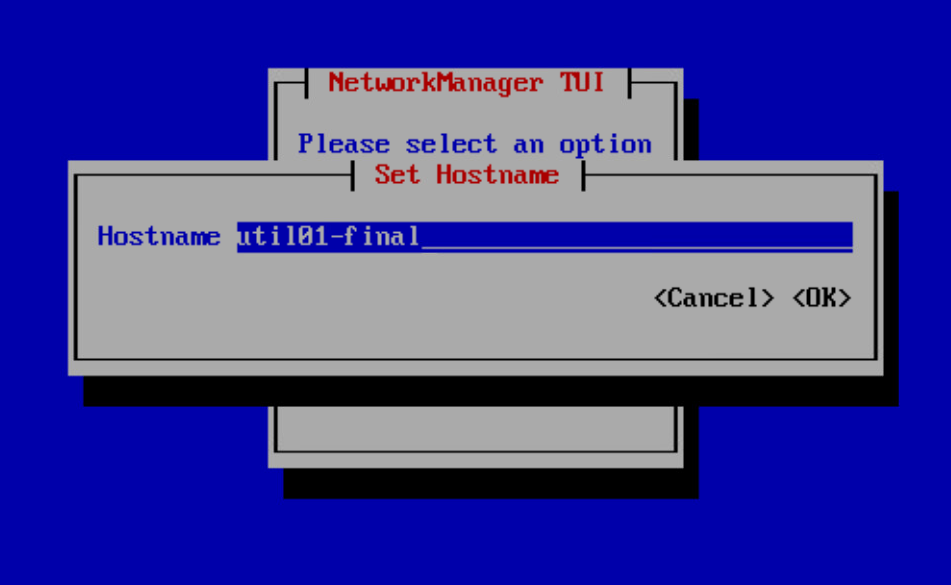 NetworkManager TUI
Please select an option
Set Hostname
Hostname util01-final
<Cancel> <OK>